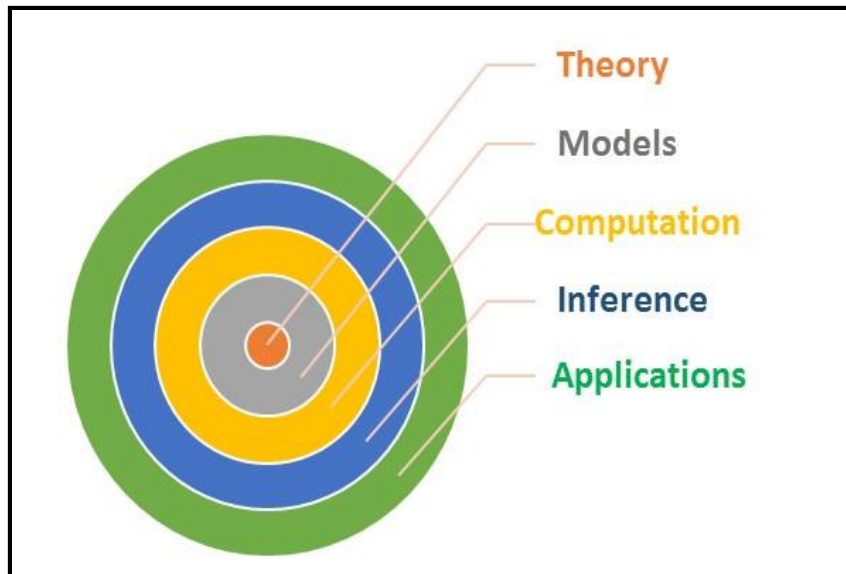 Theory
Models
Computation
Inference
Applications